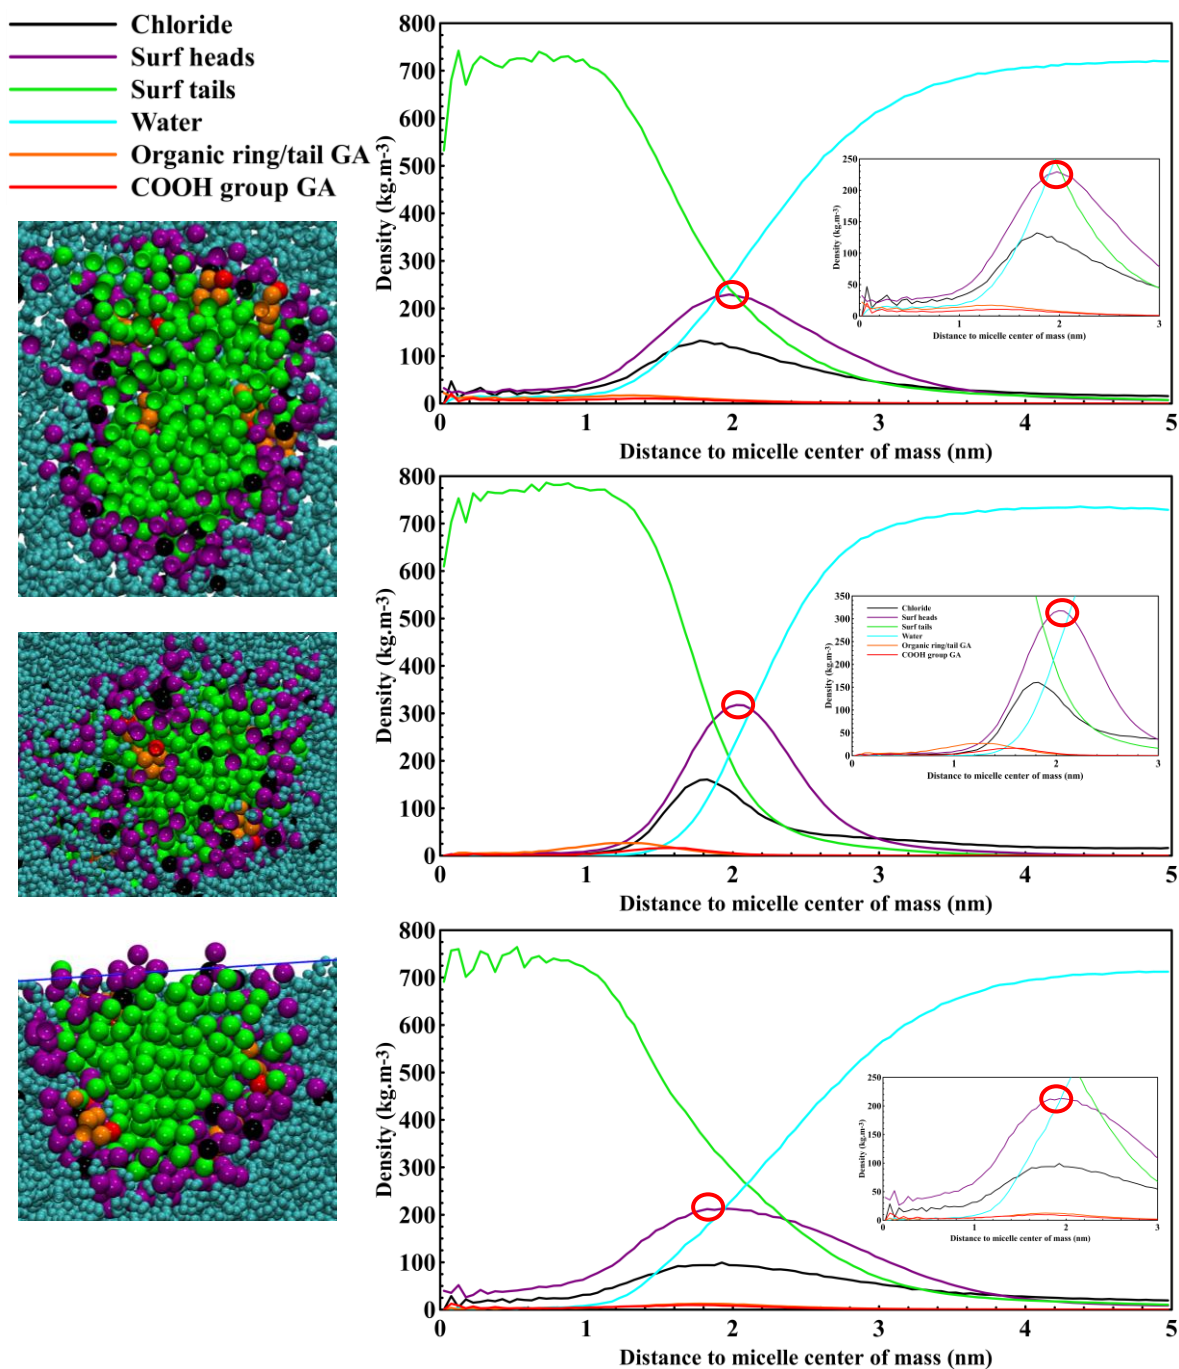 Chloride
Surf heads
Surf tails
Water
Organic ring/tail GA
COOH group GA
800
700
600
500
400
300
200
100
0
Density (kg.m-3)
0 1 2 3 4 5
Distance to micelle center of mass (nm)
250
200
150
100
50
0
Density (kg.m-3)
0 1 2 3
Distance to micelle center of mass (nm)
800
700
600
500
400
300
200
100
0
Density (kg.m-3)
0 1 2 3 4 5
Distance to micelle center of mass (nm)
350
300
250
200
150
100
50
0
Density (kg.m-3)
Chloride
Surf heads
Surf tails
Water
Organic ring/tail GA
COOH group GA
0 1 2 3
Distance to micelle center of mass (nm)
800
700
600
500
400
300
200
100
0
Density (kg.m-3)
0 1 2 3 4 5
Distance to micelle center of mass (nm)
250
200
150
100
50
0
Density (kg.m-3)
0 1 2 3
Distance to micelle center of mass (nm)